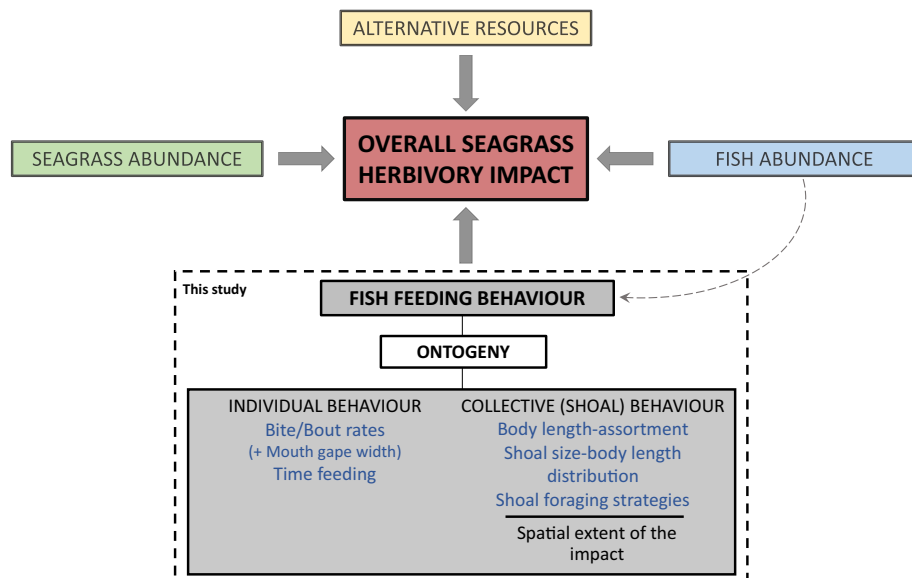 ALTERNATIVE RESOURCES
SEAGRASS ABUNDANCE
OVERALL SEAGRASS
HERBIVORY IMPACT
FISH ABUNDANCE
This study
FISH FEEDING BEHAVIOUR
ONTOGENY
INDIVIDUAL BEHAVIOUR
Bite/Bout rates
(+ Mouth gape width)
Time feeding
COLLECTIVE (SHOAL) BEHAVIOUR
Body length-assortment
Shoal size-body length
distribution
Shoal foraging strategies
Spatial extent of the
impact